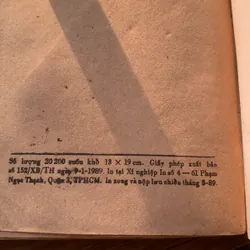 Số lượng 20 200 cuốn khổ 13 × 19 cm. Giấy phép xuất bản
số 152/XB/TH ngày 9-1-1989. In tại Xí nghiệp In số 4 — 61 Phạm
Ngọc Thạch, Quận 3, TPHCM. In xong và nộp lưu chiểu tháng 8-89.